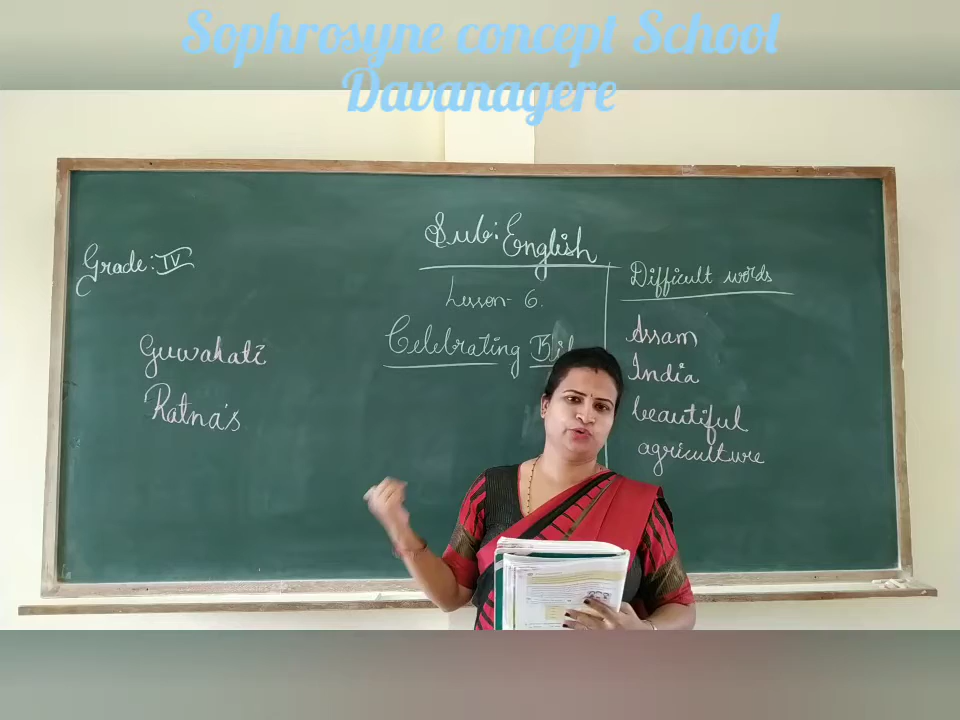 Sophrosyne concept School
Davanagere
Sub: English
Grade: IV
Lesson- 6.
Celebrating
Guwahati
Ratna's
Difficult words
Assam
India
beautiful
agriculture